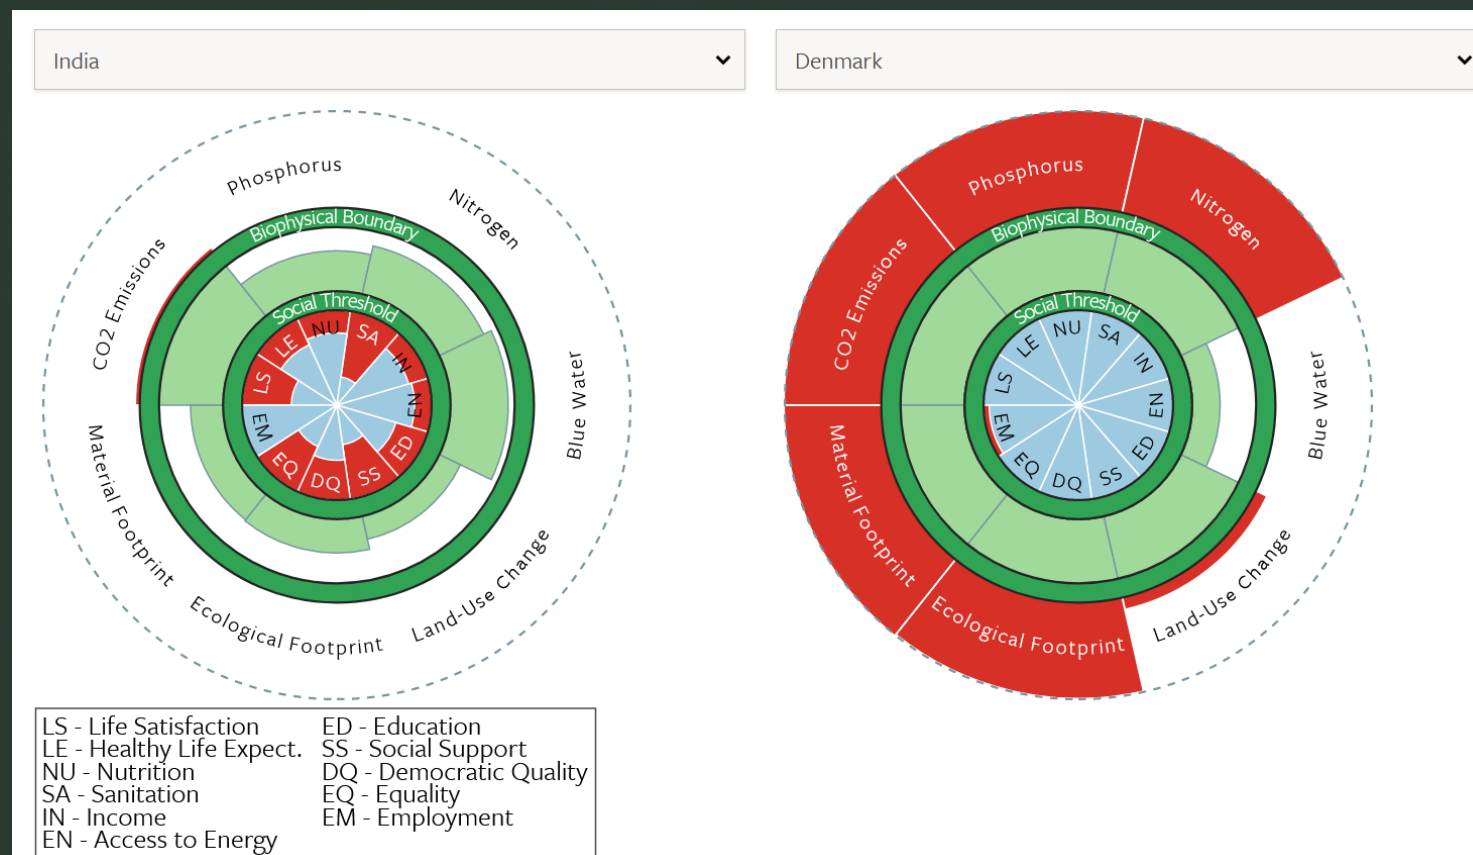 India
Denmark
Phosphorus
Nitrogen
Blue Water
Land-Use Change
Ecological Footprint
Material Footprint
CO2 Emissions
Biophysical Boundary
Social Threshold
LS
LE
NU
SA
IN
EN
ED
SS
DQ
EQ
EM
Phosphorus
Nitrogen
Blue Water
Land-Use Change
Ecological Footprint
Material Footprint
CO2 Emissions
Biophysical Boundary
Social Threshold
LS
LE
NU
SA
IN
EN
ED
SS
DQ
EQ
EM
LS - Life Satisfaction
LE - Healthy Life Expect.
NU - Nutrition
SA - Sanitation
IN - Income
EN - Access to Energy
ED - Education
SS - Social Support
DQ - Democratic Quality
EQ - Equality
EM - Employment